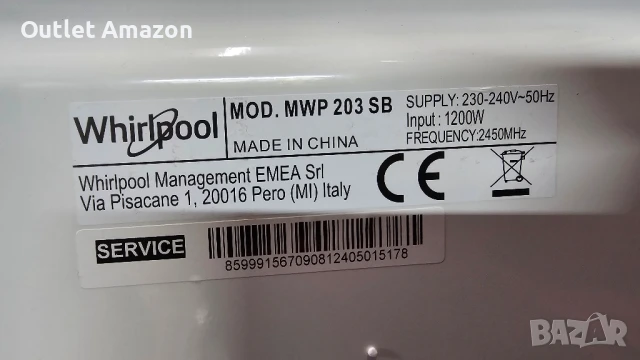 Outlet Amazon
Whirlpool
MOD. MWP 203 SB
MADE IN CHINA
SUPPLY: 230-240V~50Hz
Input : 1200W
FREQUENCY:2450MHz
Whirlpool Management EMEA Srl
Via Pisacane 1, 20016 Pero (MI) Italy
CE
SERVICE
859991567090812405015178
BAZAR